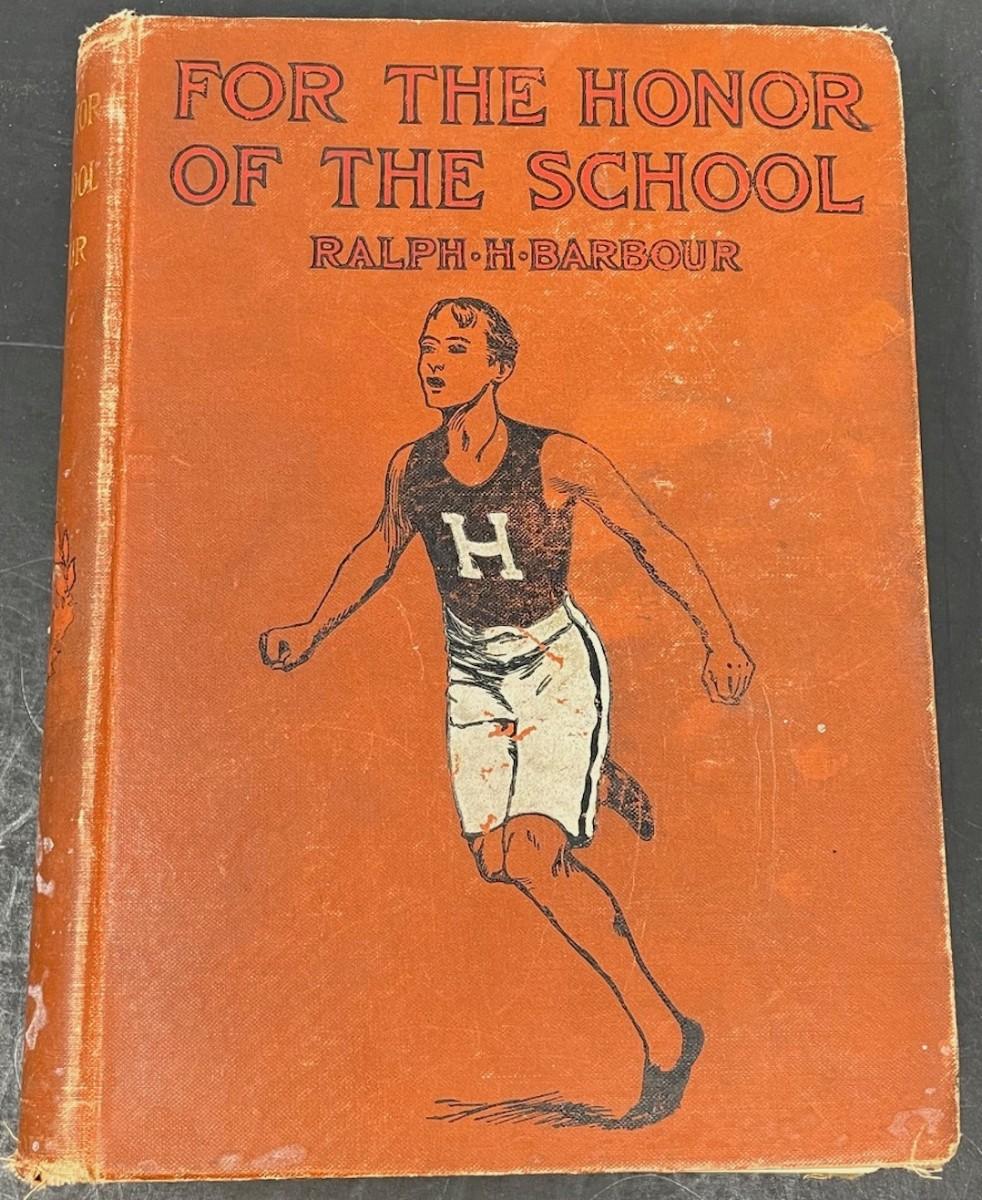 FOR THE HONOR
OF THE SCHOOL
RALPH·H·BARBOUR
H